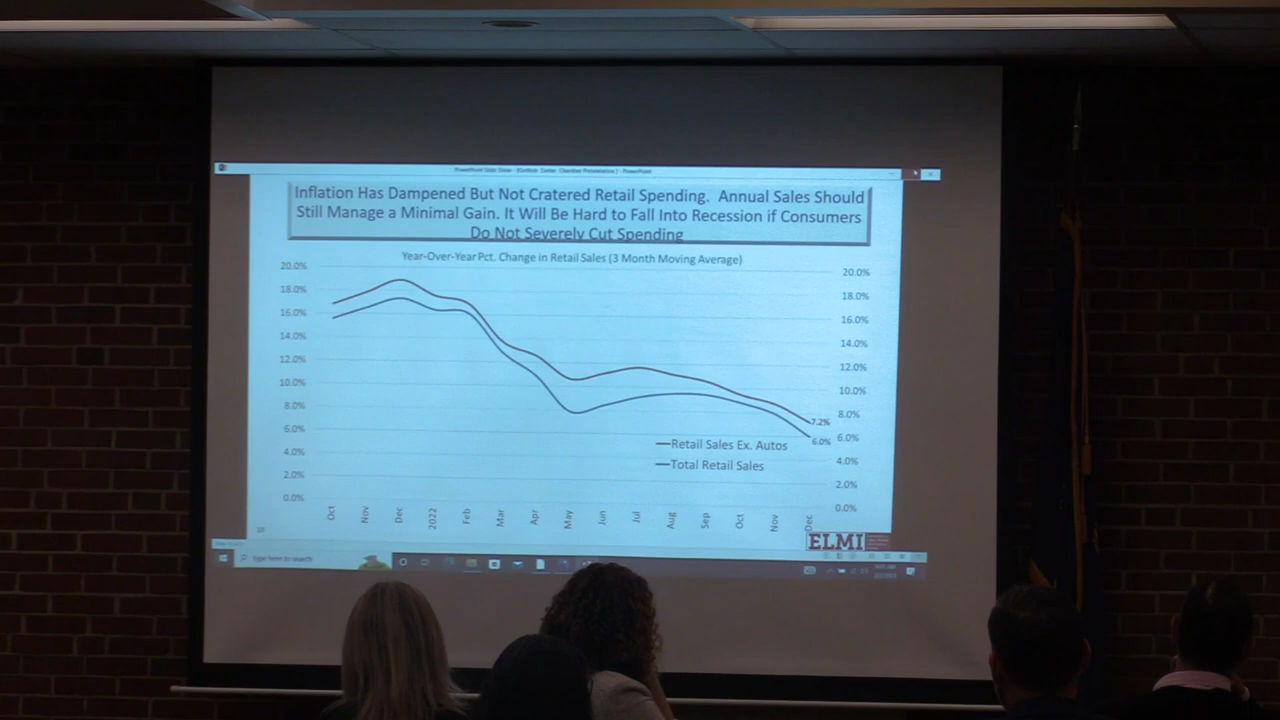 Inflation Has Dampened But Not Cratered Retail Spending. Annual Sales Should
Still Manage a Minimal Gain. It Will Be Hard to Fall Into Recession if Consumers
Do Not Severely Cut Spending
Year-Over-Year Pct. Change in Retail Sales (3 Month Moving Average)
20.0% 20.0%
18.0% 18.0%
16.0% 16.0%
14.0% 14.0%
12.0% 12.0%
10.0% 10.0%
8.0% 8.0%
7.2%
6.0% 6.0% 6.0%
Retail Sales Ex. Autos
4.0% 4.0%
Total Retail Sales
2.0% 2.0%
0.0% 0.0%
Oct Nov Dec 2022 Feb Mar Apr May Jun Jul Aug Sep Oct Nov Dec
ELMI
Type here to search